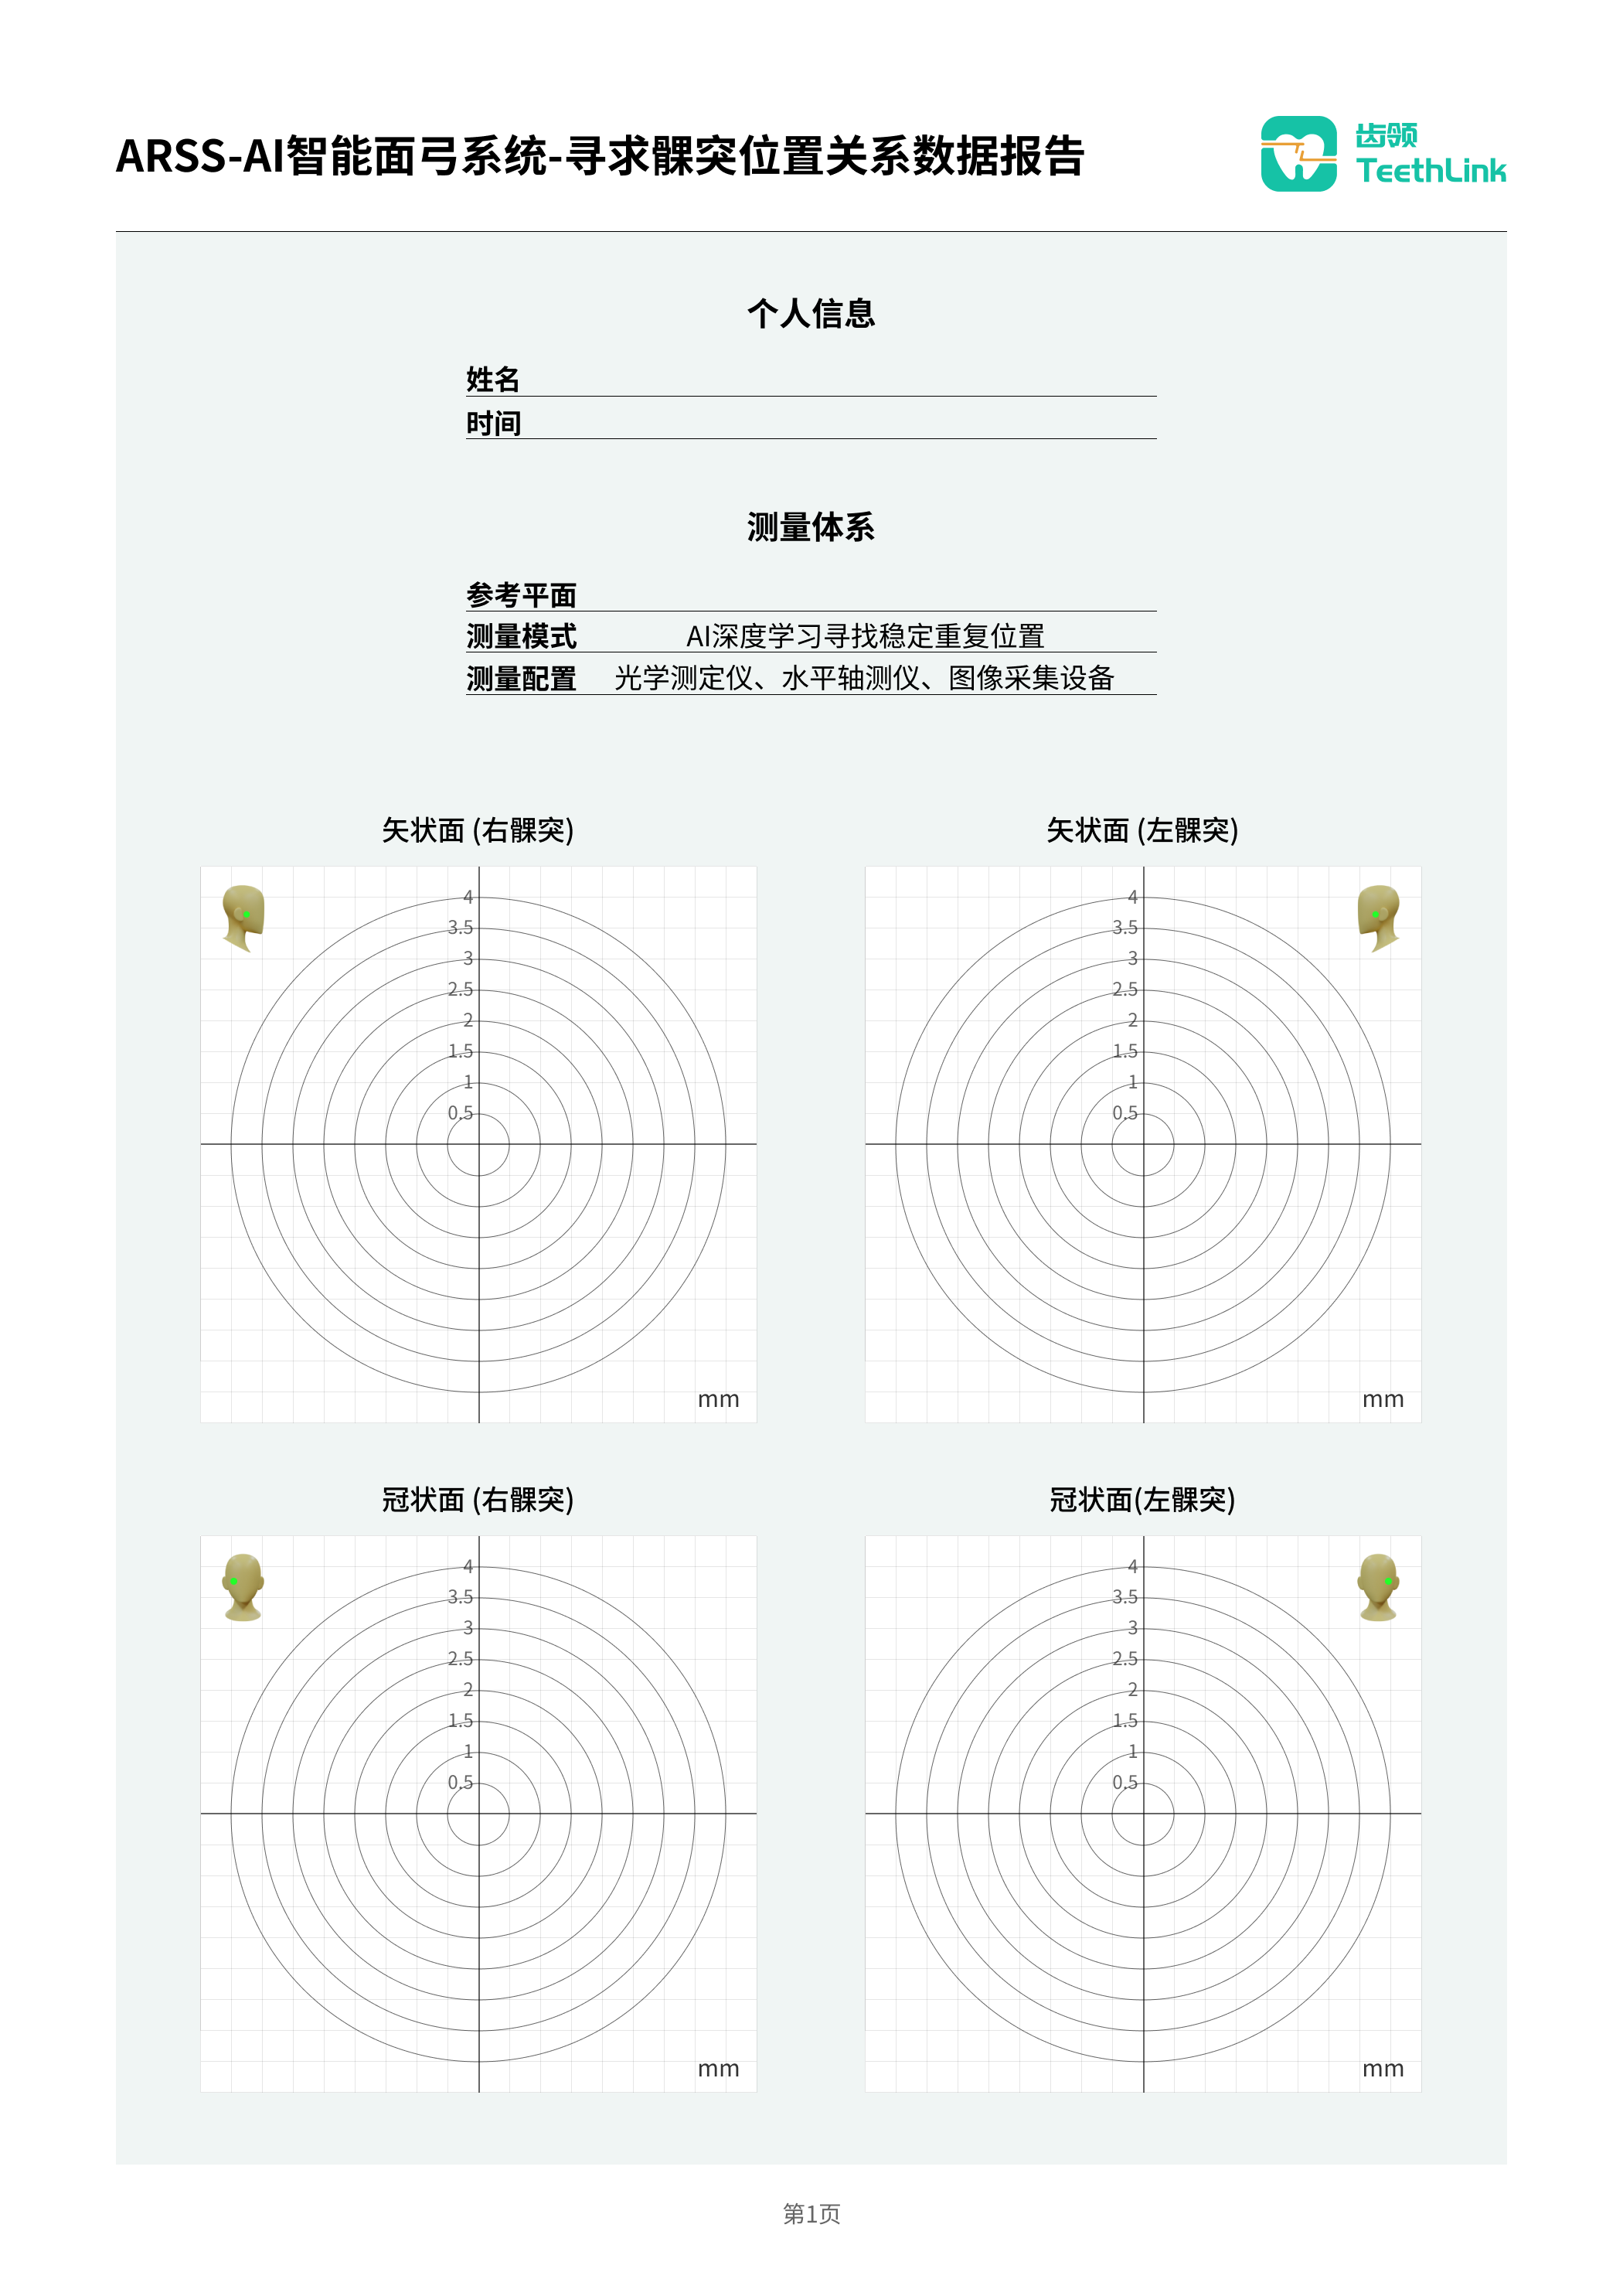 ARSS-AI智能面弓系统-寻求髁突位置关系数据报告
齿领
TeethLink
个人信息
姓名
时间
测量体系
参考平面
测量模式 AI深度学习寻找稳定重复位置
测量配置 光学测定仪、水平轴测仪、图像采集设备
矢状面 (右髁突)
4
3.5
3
2.5
2
1.5
1
0.5
mm
矢状面 (左髁突)
4
3.5
3
2.5
2
1.5
1
0.5
mm
冠状面 (右髁突)
4
3.5
3
2.5
2
1.5
1
0.5
mm
冠状面(左髁突)
4
3.5
3
2.5
2
1.5
1
0.5
mm
第1页